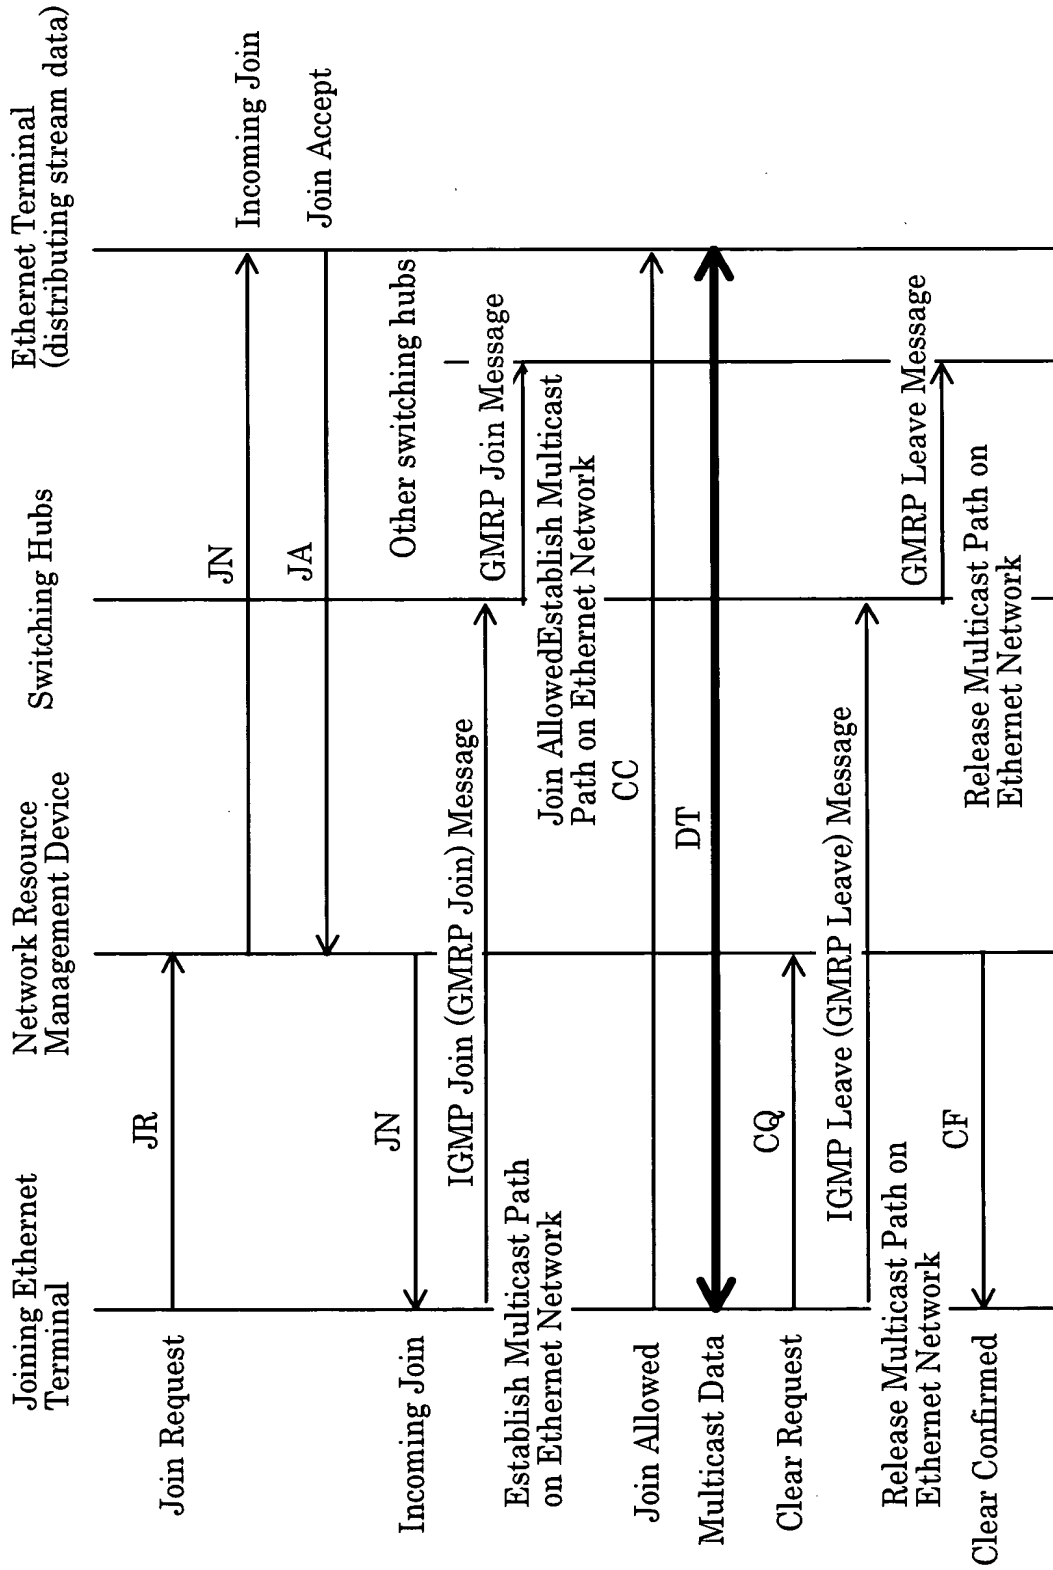 Joining Ethernet
Terminal
Network Resource
Management Device
Switching Hubs
Ethernet Terminal
(distributing stream data)
Join Request
JR
JN
Incoming Join
JA
Join Accept
Incoming Join
JN
Other switching hubs
IGMP Join (GMRP Join) Message
GMRP Join Message
Establish Multicast Path
on Ethernet Network
Join AllowedEstablish Multicast
Path on Ethernet Network
Join Allowed
CC
Multicast Data
DT
Clear Request
CQ
IGMP Leave (GMRP Leave) Message
GMRP Leave Message
Release Multicast Path on
Ethernet Network
Release Multicast Path on
Ethernet Network
Clear Confirmed
CF